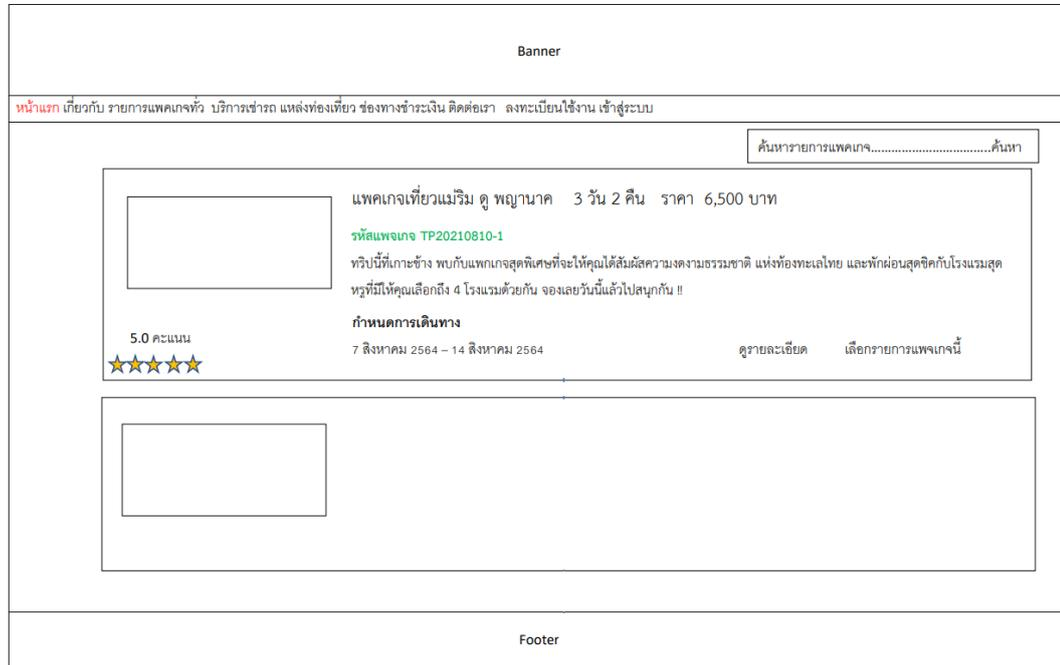 Banner
หน้าแรก เกี่ยวกับ รายการแพคเกจทั่ว บริการเช่ารถ แหล่งท่องเที่ยว ช่องทางชำระเงิน ติดต่อเรา ลงทะเบียนใช้งาน เข้าสู่ระบบ
ค้นหารายการแพคเกจ....................................ค้นหา
แพคเกจเที่ยวแม่ริม ดู พญานาค 3 วัน 2 คืน ราคา 6,500 บาท
รหัสแพจเกจ TP20210810-1
ทริปนี้ที่เกาะช้าง พบกับแพกเกจสุดพิเศษที่จะให้คุณได้สัมผัสความงดงามธรรมชาติ แห่งท้องทะเลไทย และพักผ่อนสุดชิคกับโรงแรมสุด
หรูที่มีให้คุณเลือกถึง 4 โรงแรมด้วยกัน จองเลยวันนี้แล้วไปสนุกกัน !!
กำหนดการเดินทาง
5.0 คะแนน
7 สิงหาคม 2564 – 14 สิงหาคม 2564 ดูรายละเอียด เลือกรายการแพจเกจนี้
Footer